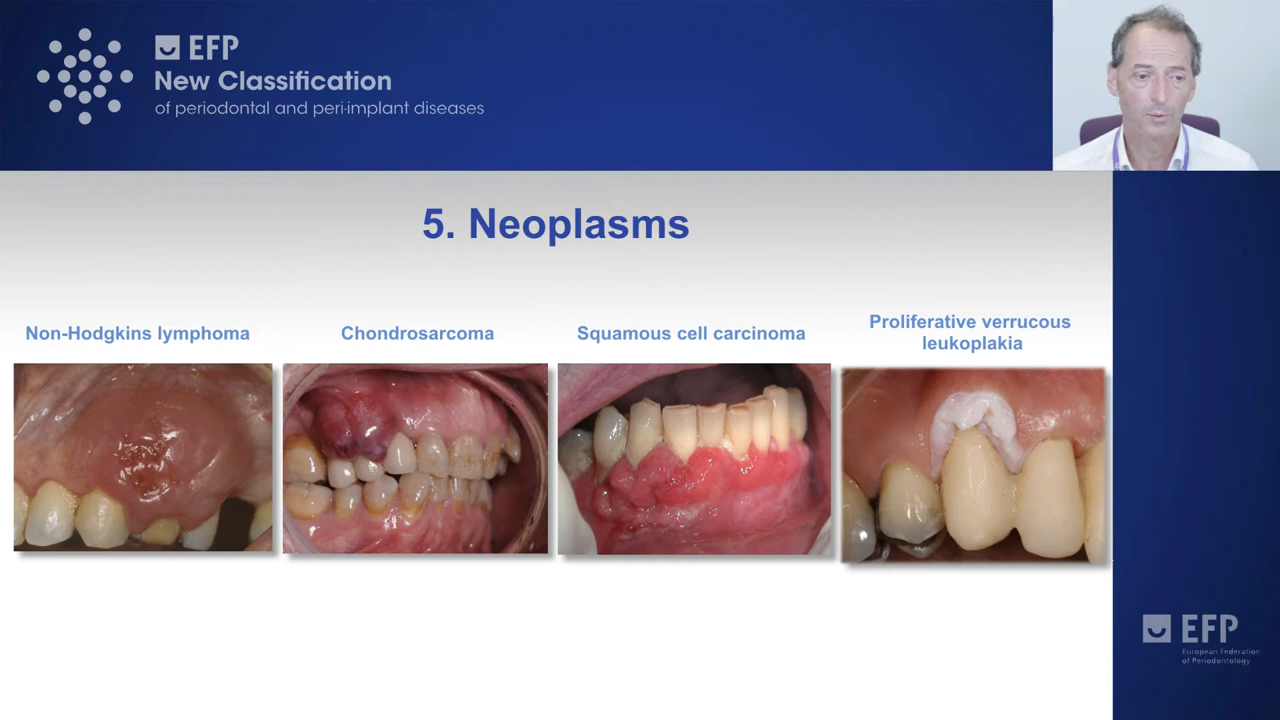 EFP
New Classification
of periodontal and peri-implant diseases
5. Neoplasms
Non-Hodgkins lymphoma
Chondrosarcoma
Squamous cell carcinoma
Proliferative verrucous
leukoplakia
EFP
European Federation
of Periodontology